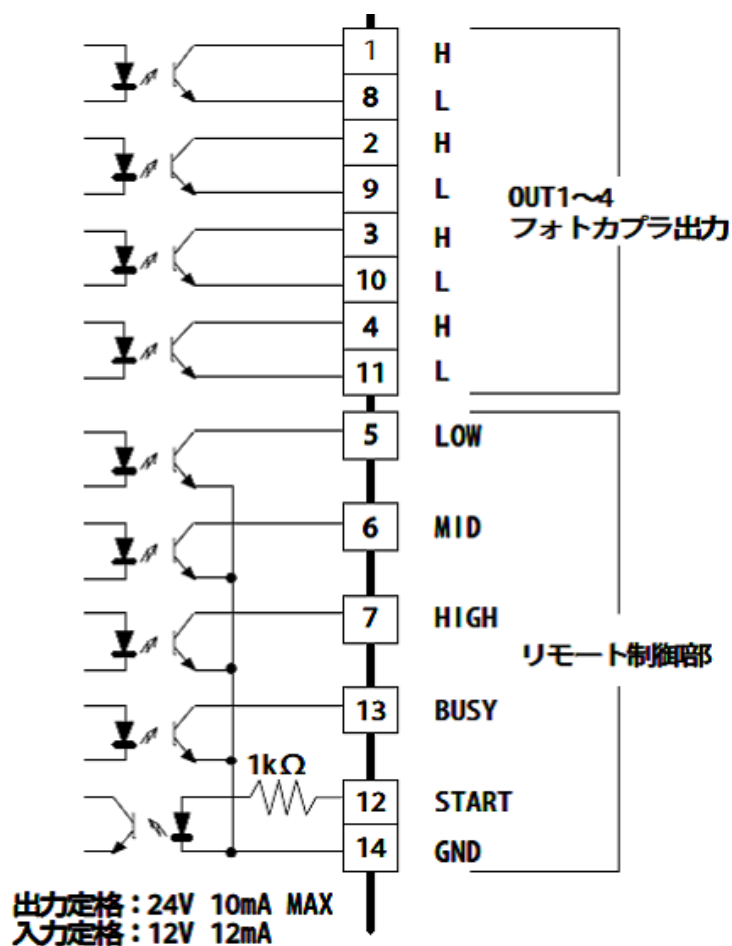 1 H
8 L
2 H
9 L
OUT1～4
フォトカプラ出力
3 H
10 L
4 H
11 L
5 LOW
6 MID
7 HIGH
リモート制御部
13 BUSY
1kΩ
12 START
14 GND
出力定格：24V 10mA MAX
入力定格：12V 12mA